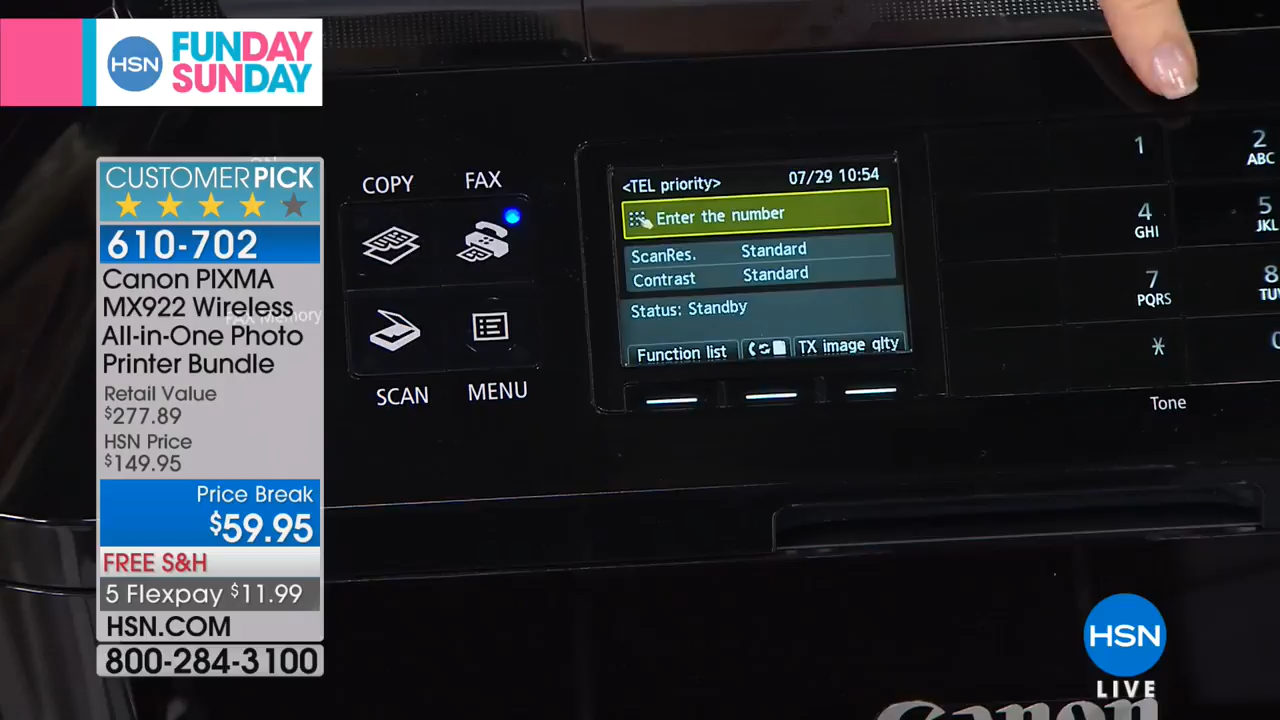 HSN
FUNDAY
SUNDAY
CUSTOMER PICK
610-702
Canon PIXMA
MX922 Wireless
All-in-One Photo
Printer Bundle
Retail Value
$277.89
HSN Price
$149.95
Price Break
$59.95
FREE S&H
5 Flexpay $11.99
HSN.COM
800-284-3100
FAX Memory
COPY
FAX
SCAN
MENU
<TEL priority> 07/29 10:54
Enter the number
ScanRes. Standard
Contrast Standard
Status: Standby
Function list
TX image qlty
1
2
ABC
4
GHI
5
JKL
7
PQRS
8
*
Tone
HSN
LIVE
Canon